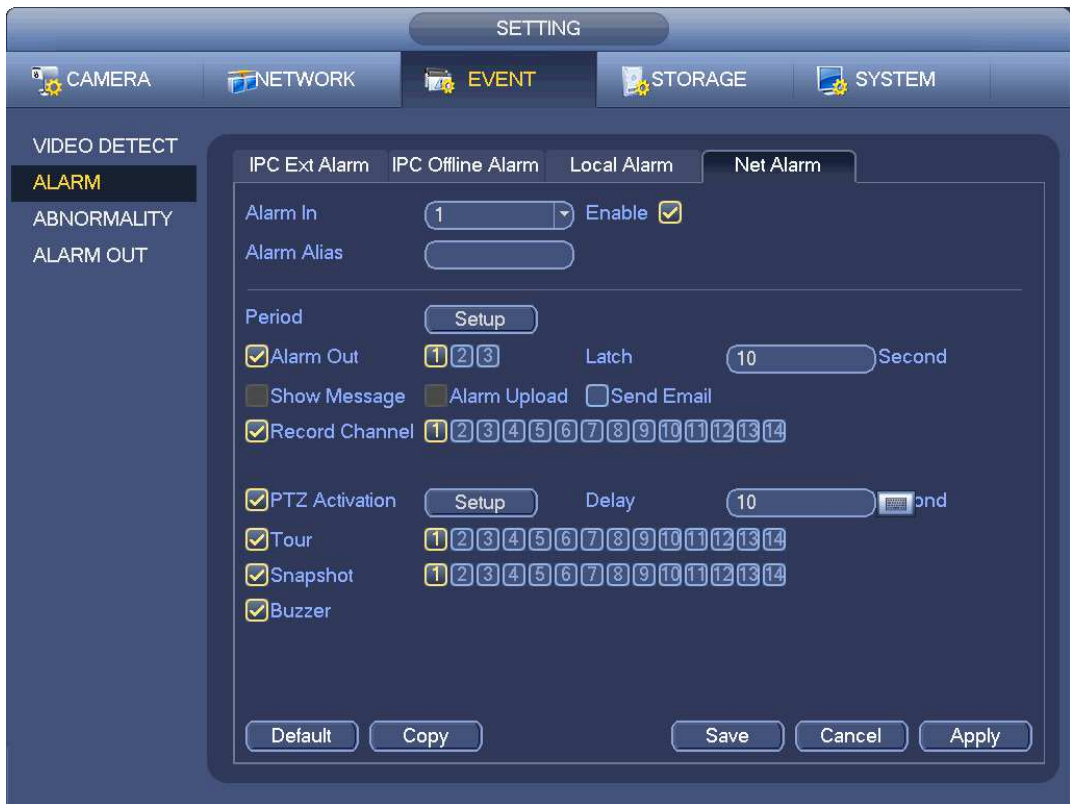 SETTING
CAMERA NETWORK EVENT STORAGE SYSTEM
VIDEO DETECT
ALARM
ABNORMALITY
ALARM OUT
IPC Ext Alarm IPC Offline Alarm Local Alarm Net Alarm
Alarm In 1 Enable
Alarm Alias
Period Setup
Alarm Out 1 2 3 Latch 10 Second
Show Message Alarm Upload Send Email
Record Channel 1 2 3 4 5 6 7 8 9 10 11 12 13 14
PTZ Activation Setup Delay 10 ond
Tour 1 2 3 4 5 6 7 8 9 10 11 12 13 14
Snapshot 1 2 3 4 5 6 7 8 9 10 11 12 13 14
Buzzer
Default Copy Save Cancel Apply